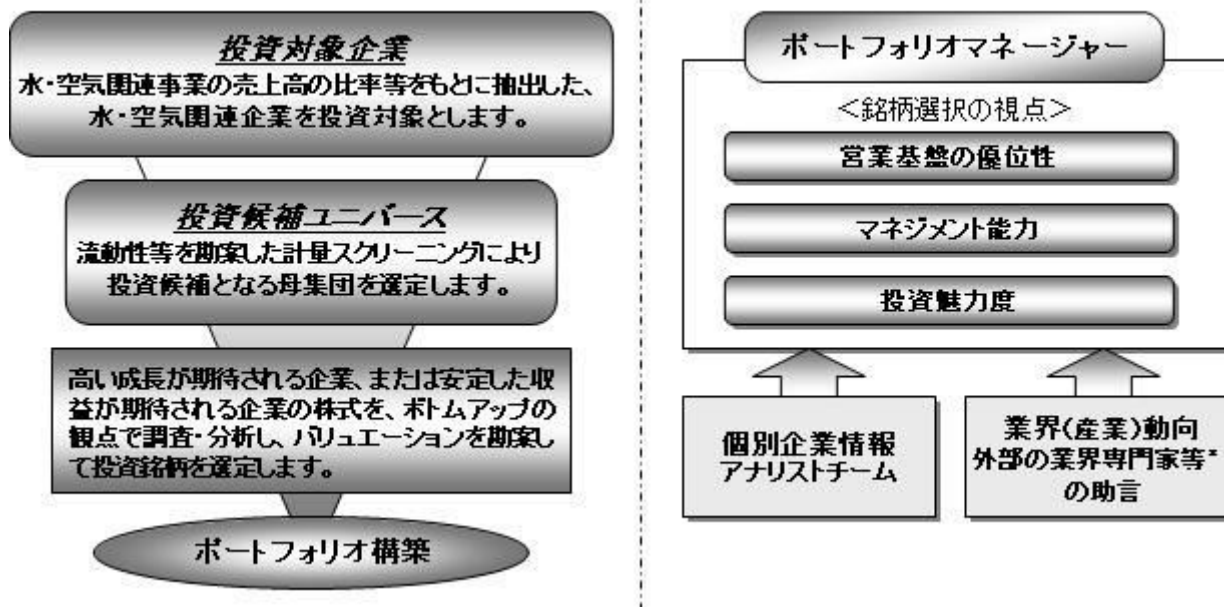 投資対象企業
水・空気関連事業の売上高の比率等をもとに抽出した、
水・空気関連企業を投資対象とします。
投資候補ユニバース
流動性等を勘案した計量スクリーニングにより
投資候補となる母集団を選定します。
高い成長が期待される企業、または安定した収
益が期待される企業の株式を、ボトムアップの
観点で調査・分析し、バリュエーションを勘案し
て投資銘柄を選定します。
ポートフォリオ構築
ポートフォリオマネージャー
＜銘柄選択の視点＞
営業基盤の優位性
マネジメント能力
投資魅力度
個別企業情報
アナリストチーム
業界(産業)動向
外部の業界専門家等*
の助言